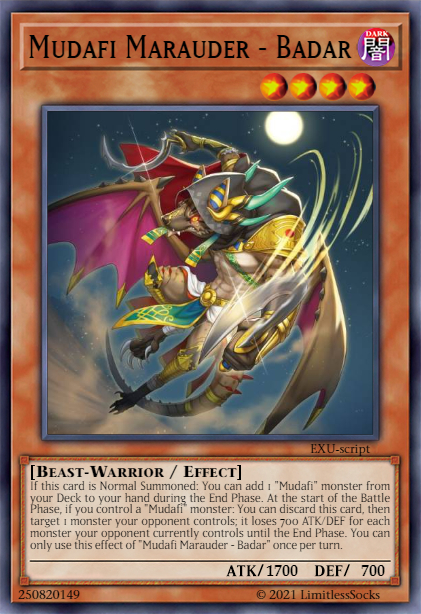 Mudafi Marauder - Badar
DARK
闇
EXU-script
[Beast-Warrior / Effect]
If this card is Normal Summoned: You can add 1 "Mudafi" monster from
your Deck to your hand during the End Phase. At the start of the Battle
Phase, if you control a "Mudafi" monster: You can discard this card, then
target 1 monster your opponent controls; it loses 700 ATK/DEF for each
monster your opponent currently controls until the End Phase. You can
only use this effect of "Mudafi Marauder - Badar" once per turn.
ATK/1700 DEF/ 700
250820149
© 2021 LimitlessSocks